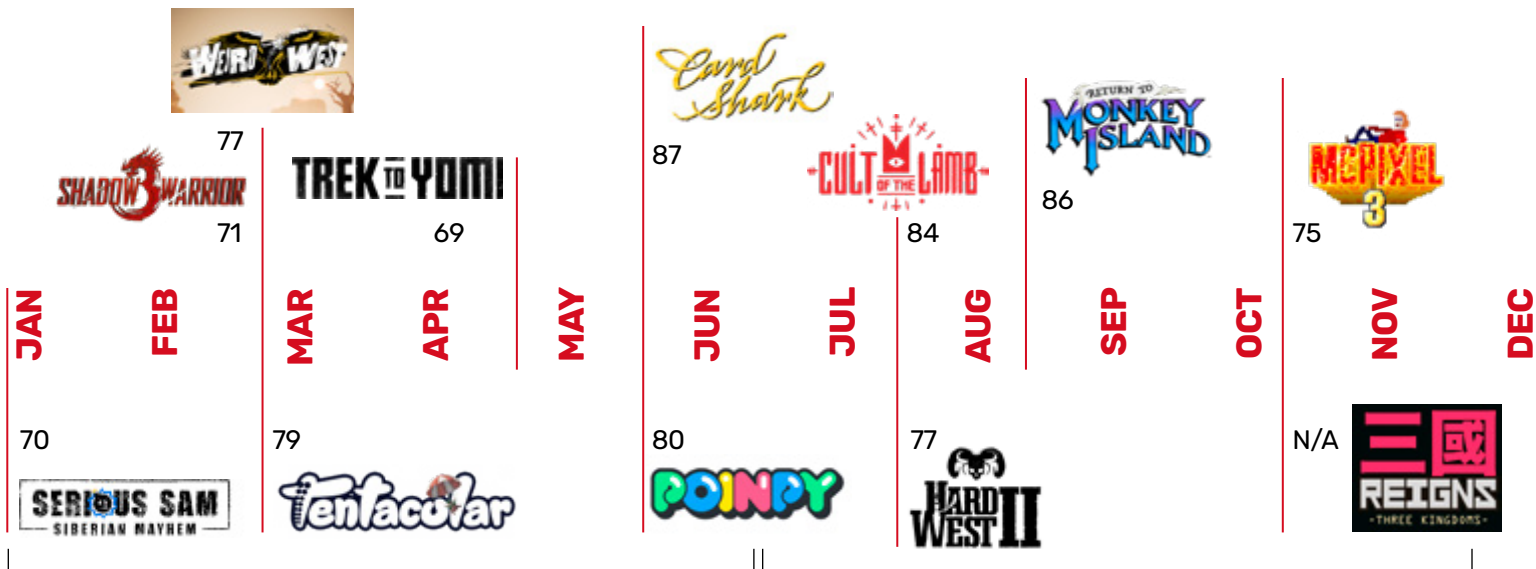 WEIRD WEST
77
SHADOW 3 WARRIOR
71
TREK TO YOMI
69
Card
Shark
87
CULT OF THE LAMB
84
RETURN TO
MONKEY
ISLAND
86
MCPIXEL
3
75
JAN
FEB
MAR
APR
MAY
JUN
JUL
AUG
SEP
OCT
NOV
DEC
70
SERIOUS SAM
SIBERIAN MAYHEM
79
Tentacular
80
POINPY
77
HARD
WEST II
N/A
三國
REIGNS
-THREE KINGDOMS-